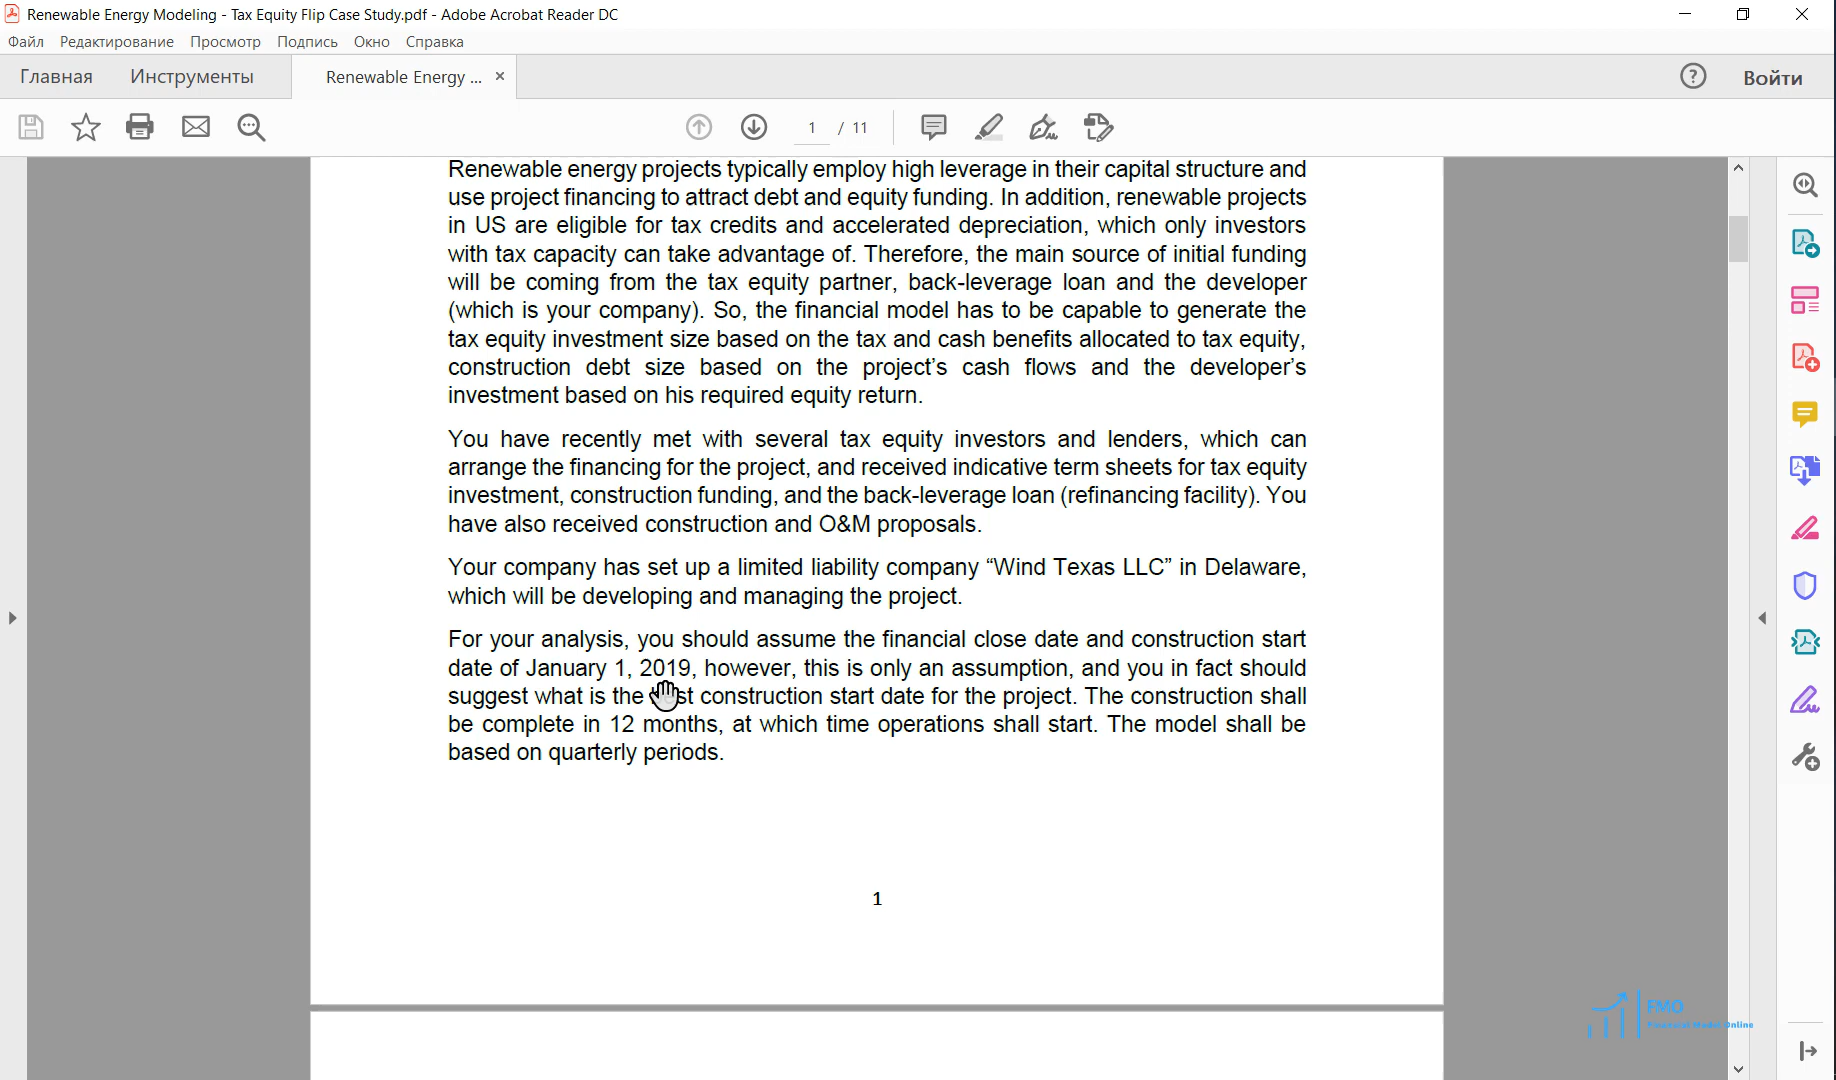 Renewable Energy Modeling - Tax Equity Flip Case Study.pdf - Adobe Acrobat Reader DC
Файл Редактирование Просмотр Подпись Окно Справка
Главная Инструменты Renewable Energy ... × ? Войти
1 / 11
Renewable energy projects typically employ high leverage in their capital structure and
use project financing to attract debt and equity funding. In addition, renewable projects
in US are eligible for tax credits and accelerated depreciation, which only investors
with tax capacity can take advantage of. Therefore, the main source of initial funding
will be coming from the tax equity partner, back-leverage loan and the developer
(which is your company). So, the financial model has to be capable to generate the
tax equity investment size based on the tax and cash benefits allocated to tax equity,
construction debt size based on the project's cash flows and the developer's
investment based on his required equity return.
You have recently met with several tax equity investors and lenders, which can
arrange the financing for the project, and received indicative term sheets for tax equity
investment, construction funding, and the back-leverage loan (refinancing facility). You
have also received construction and O&M proposals.
Your company has set up a limited liability company “Wind Texas LLC” in Delaware,
which will be developing and managing the project.
For your analysis, you should assume the financial close date and construction start
date of January 1, 2019, however, this is only an assumption, and you in fact should
suggest what is the construction start date for the project. The construction shall
be complete in 12 months, at which time operations shall start. The model shall be
based on quarterly periods.
1
FMO
Financial Model Online